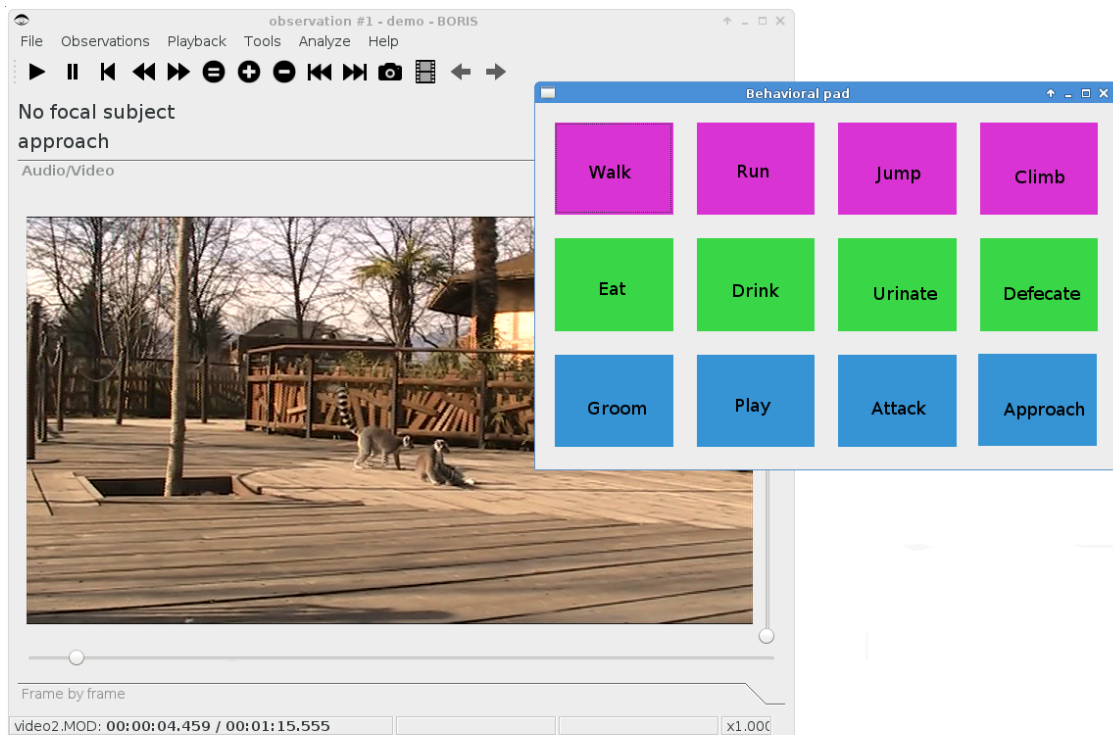 observation #1 - demo - BORIS
File Observations Playback Tools Analyze Help
No focal subject
approach
Audio/Video
Behavioral pad
Walk Run Jump Climb
Eat Drink Urinate Defecate
Groom Play Attack Approach
Frame by frame
video2.MOD: 00:00:04.459 / 00:01:15.555
x1.000